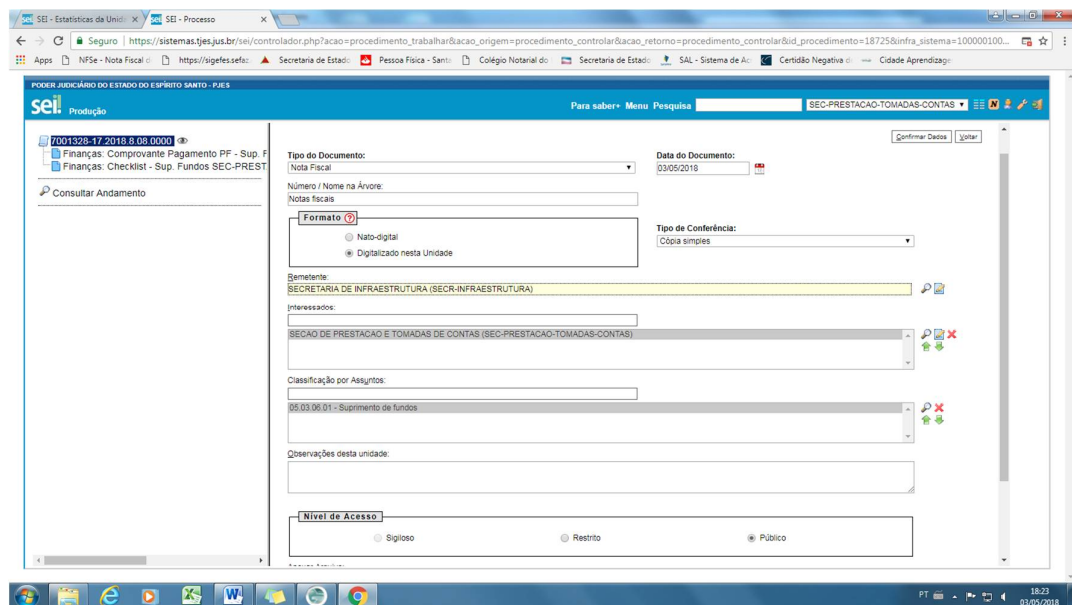 SEI - Estatísticas da Unid
SEI - Processo
Seguro | https://sistemas.tjes.jus.br/sei/controlador.php?acao=procedimento_trabalhar&acao_origem=procedimento_controlar&acao_retorno=procedimento_controlar&id_procedimento=18725&infra_sistema=100000100...
Apps NFSe - Nota Fiscal d https://sigefes.sefaz Secretaria de Estado Pessoa Física - Santa Colégio Notarial do Secretaria de Estado SAL - Sistema de Ac Certidão Negativa d Cidade Aprendizage
PODER JUDICIÁRIO DO ESTADO DO ESPÍRITO SANTO - PJES
sei! Produção
Para saber+ Menu Pesquisa SEC-PRESTACAO-TOMADAS-CONTAS
7001328-17.2018.8.08.0000
Finanças: Comprovante Pagamento PF - Sup. F
Finanças: Checklist - Sup. Fundos SEC-PREST
Consultar Andamento
Confirmar Dados Voltar
Tipo do Documento:
Nota Fiscal
Data do Documento:
03/05/2018
Número / Nome na Árvore:
Notas fiscais
Formato
Nato-digital
Digitalizado nesta Unidade
Tipo de Conferência:
Cópia simples
Remetente:
SECRETARIA DE INFRAESTRUTURA (SECR-INFRAESTRUTURA)
Interessados:
SECAO DE PRESTACAO E TOMADAS DE CONTAS (SEC-PRESTACAO-TOMADAS-CONTAS)
Classificação por Assuntos:
05.03.06.01 - Suprimento de fundos
Observações desta unidade:
Nível de Acesso
Sigiloso
Restrito
Público
PT
18:23
03/05/2018